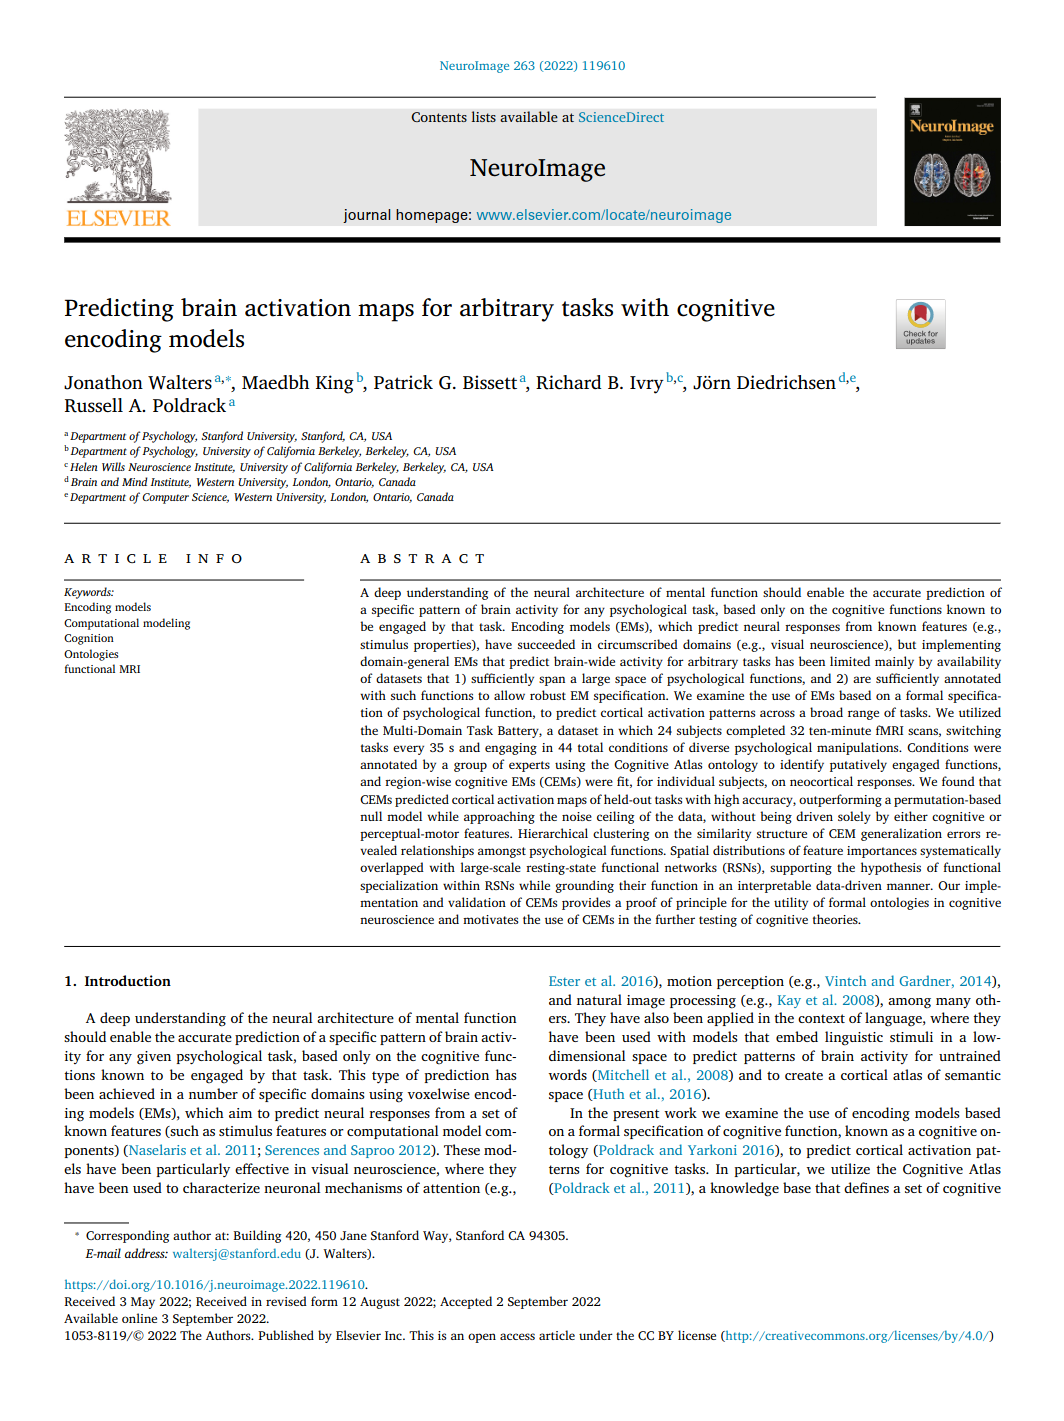 NeuroImage 263 (2022) 119610
Contents lists available at ScienceDirect
NeuroImage
journal homepage: www.elsevier.com/locate/neuroimage
ELSEVIER
NeuroImage
Predicting brain activation maps for arbitrary tasks with cognitive
encoding models
Check for
updates
Jonathon Walters a,*, Maedbh King b, Patrick G. Bissett a, Richard B. Ivry b,c, Jörn Diedrichsen d,e,
Russell A. Poldrack a
a Department of Psychology, Stanford University, Stanford, CA, USA
b Department of Psychology, University of California Berkeley, Berkeley, CA, USA
c Helen Wills Neuroscience Institute, University of California Berkeley, Berkeley, CA, USA
d Brain and Mind Institute, Western University, London, Ontario, Canada
e Department of Computer Science, Western University, London, Ontario, Canada
ARTICLE INFO
Keywords:
Encoding models
Computational modeling
Cognition
Ontologies
functional MRI
ABSTRACT
A deep understanding of the neural architecture of mental function should enable the accurate prediction of
a specific pattern of brain activity for any psychological task, based only on the cognitive functions known to
be engaged by that task. Encoding models (EMs), which predict neural responses from known features (e.g.,
stimulus properties), have succeeded in circumscribed domains (e.g., visual neuroscience), but implementing
domain-general EMs that predict brain-wide activity for arbitrary tasks has been limited mainly by availability
of datasets that 1) sufficiently span a large space of psychological functions, and 2) are sufficiently annotated
with such functions to allow robust EM specification. We examine the use of EMs based on a formal specifica-
tion of psychological function, to predict cortical activation patterns across a broad range of tasks. We utilized
the Multi-Domain Task Battery, a dataset in which 24 subjects completed 32 ten-minute fMRI scans, switching
tasks every 35 s and engaging in 44 total conditions of diverse psychological manipulations. Conditions were
annotated by a group of experts using the Cognitive Atlas ontology to identify putatively engaged functions,
and region-wise cognitive EMs (CEMs) were fit, for individual subjects, on neocortical responses. We found that
CEMs predicted cortical activation maps of held-out tasks with high accuracy, outperforming a permutation-based
null model while approaching the noise ceiling of the data, without being driven solely by either cognitive or
perceptual-motor features. Hierarchical clustering on the similarity structure of CEM generalization errors re-
vealed relationships amongst psychological functions. Spatial distributions of feature importances systematically
overlapped with large-scale resting-state functional networks (RSNs), supporting the hypothesis of functional
specialization within RSNs while grounding their function in an interpretable data-driven manner. Our imple-
mentation and validation of CEMs provides a proof of principle for the utility of formal ontologies in cognitive
neuroscience and motivates the use of CEMs in the further testing of cognitive theories.
1. Introduction
A deep understanding of the neural architecture of mental function
should enable the accurate prediction of a specific pattern of brain activ-
ity for any given psychological task, based only on the cognitive func-
tions known to be engaged by that task. This type of prediction has
been achieved in a number of specific domains using voxelwise encod-
ing models (EMs), which aim to predict neural responses from a set of
known features (such as stimulus features or computational model com-
ponents) (Naselaris et al. 2011; Serences and Saproo 2012). These mod-
els have been particularly effective in visual neuroscience, where they
have been used to characterize neuronal mechanisms of attention (e.g.,
Ester et al. 2016), motion perception (e.g., Vintch and Gardner, 2014),
and natural image processing (e.g., Kay et al. 2008), among many oth-
ers. They have also been applied in the context of language, where they
have been used with models that embed linguistic stimuli in a low-
dimensional space to predict patterns of brain activity for untrained
words (Mitchell et al., 2008) and to create a cortical atlas of semantic
space (Huth et al., 2016).
In the present work we examine the use of encoding models based
on a formal specification of cognitive function, known as a cognitive on-
tology (Poldrack and Yarkoni 2016), to predict cortical activation pat-
terns for cognitive tasks. In particular, we utilize the Cognitive Atlas
(Poldrack et al., 2011), a knowledge base that defines a set of cognitive
* Corresponding author at: Building 420, 450 Jane Stanford Way, Stanford CA 94305.
E-mail address: waltersj@stanford.edu (J. Walters).
https://doi.org/10.1016/j.neuroimage.2022.119610.
Received 3 May 2022; Received in revised form 12 August 2022; Accepted 2 September 2022
Available online 3 September 2022.
1053-8119/© 2022 The Authors. Published by Elsevier Inc. This is an open access article under the CC BY license (http://creativecommons.org/licenses/by/4.0/)